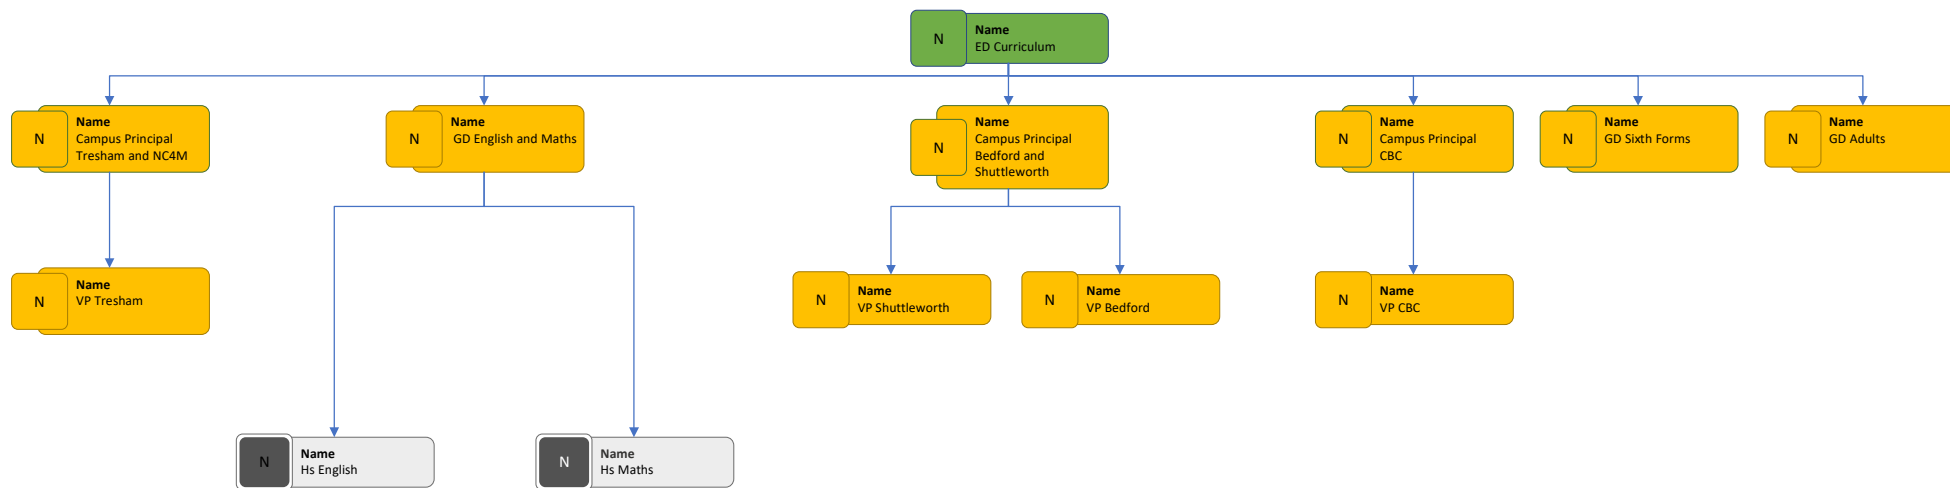 N
Name
ED Curriculum
N
Name
Campus Principal
Tresham and NC4M
N
Name
GD English and Maths
N
Name
Campus Principal
Bedford and
Shuttleworth
N
Name
Campus Principal
CBC
N
Name
GD Sixth Forms
N
Name
GD Adults
N
Name
VP Tresham
N
Name
VP Shuttleworth
N
Name
VP Bedford
N
Name
VP CBC
N
Name
Hs English
N
Name
Hs Maths